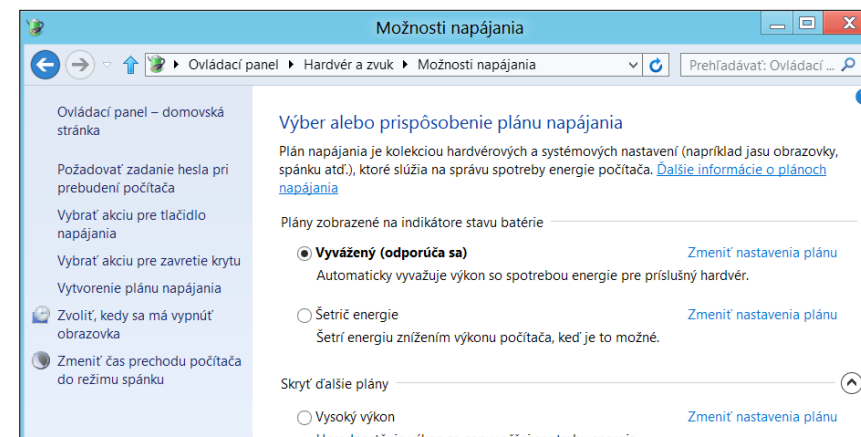 Možnosti napájania
Ovládací panel Hardvér a zvuk Možnosti napájania
Prehľadávať: Ovládací ...
Ovládací panel – domovská
stránka
Požadovať zadanie hesla pri
prebudení počítača
Vybrať akciu pre tlačidlo
napájania
Vybrať akciu pre zavretie krytu
Vytvorenie plánu napájania
Zvoliť, kedy sa má vypnúť
obrazovka
Zmeniť čas prechodu počítača
do režimu spánku
Výber alebo prispôsobenie plánu napájania
Plán napájania je kolekciou hardvérových a systémových nastavení (napríklad jasu obrazovky,
spánku atď.), ktoré slúžia na správu spotreby energie počítača. Ďalšie informácie o plánoch
napájania
Plány zobrazené na indikátore stavu batérie
Vyvážený (odporúča sa) Zmeniť nastavenia plánu
Automaticky vyvažuje výkon so spotrebou energie pre príslušný hardvér.
Šetrič energie Zmeniť nastavenia plánu
Šetrí energiu znížením výkonu počítača, keď je to možné.
Skryť ďalšie plány
Vysoký výkon Zmeniť nastavenia plánu